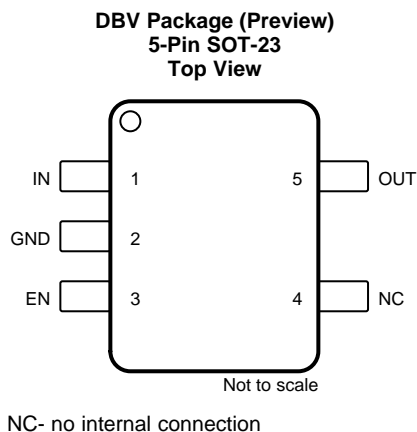 DBV Package (Preview)
5-Pin SOT-23
Top View
IN 1 5 OUT
GND 2
EN 3 4 NC
Not to scale
NC- no internal connection